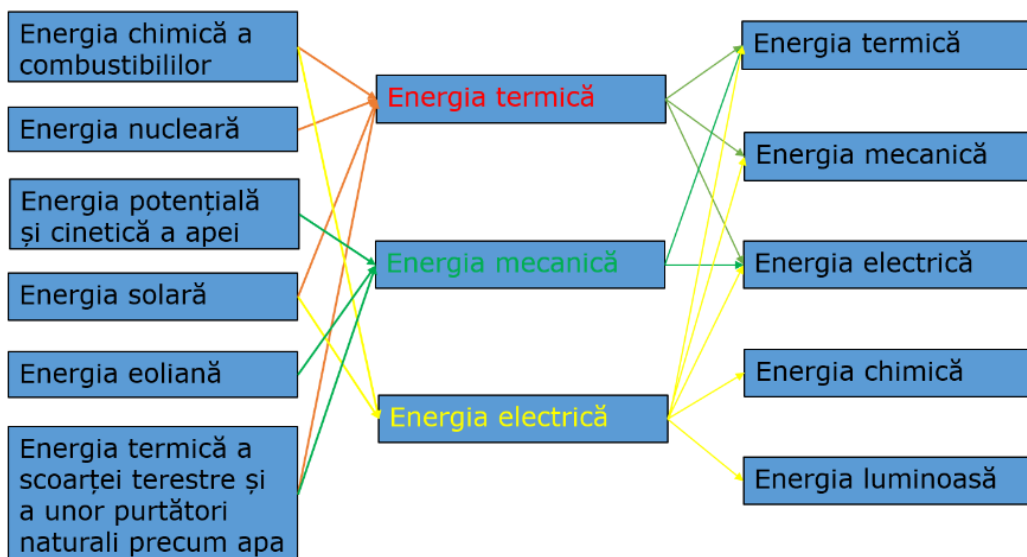 Energia chimică a
combustibililor
Energia nucleară
Energia potențială
și cinetică a apei
Energia solară
Energia eoliană
Energia termică a
scoarței terestre și
a unor purtători
naturali precum apa
Energia termică
Energia mecanică
Energia electrică
Energia termică
Energia mecanică
Energia electrică
Energia chimică
Energia luminoasă